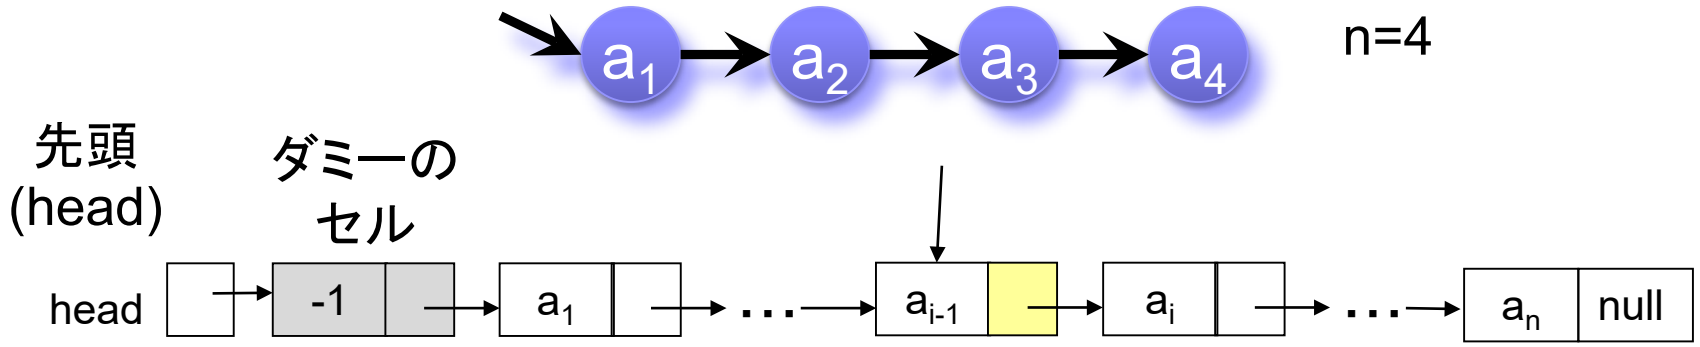 a₁ a₂ a₃ a₄ n=4
先頭
(head)
ダミーの
セル
head -1 a₁ ... aᵢ₋₁ aᵢ ... aₙ null